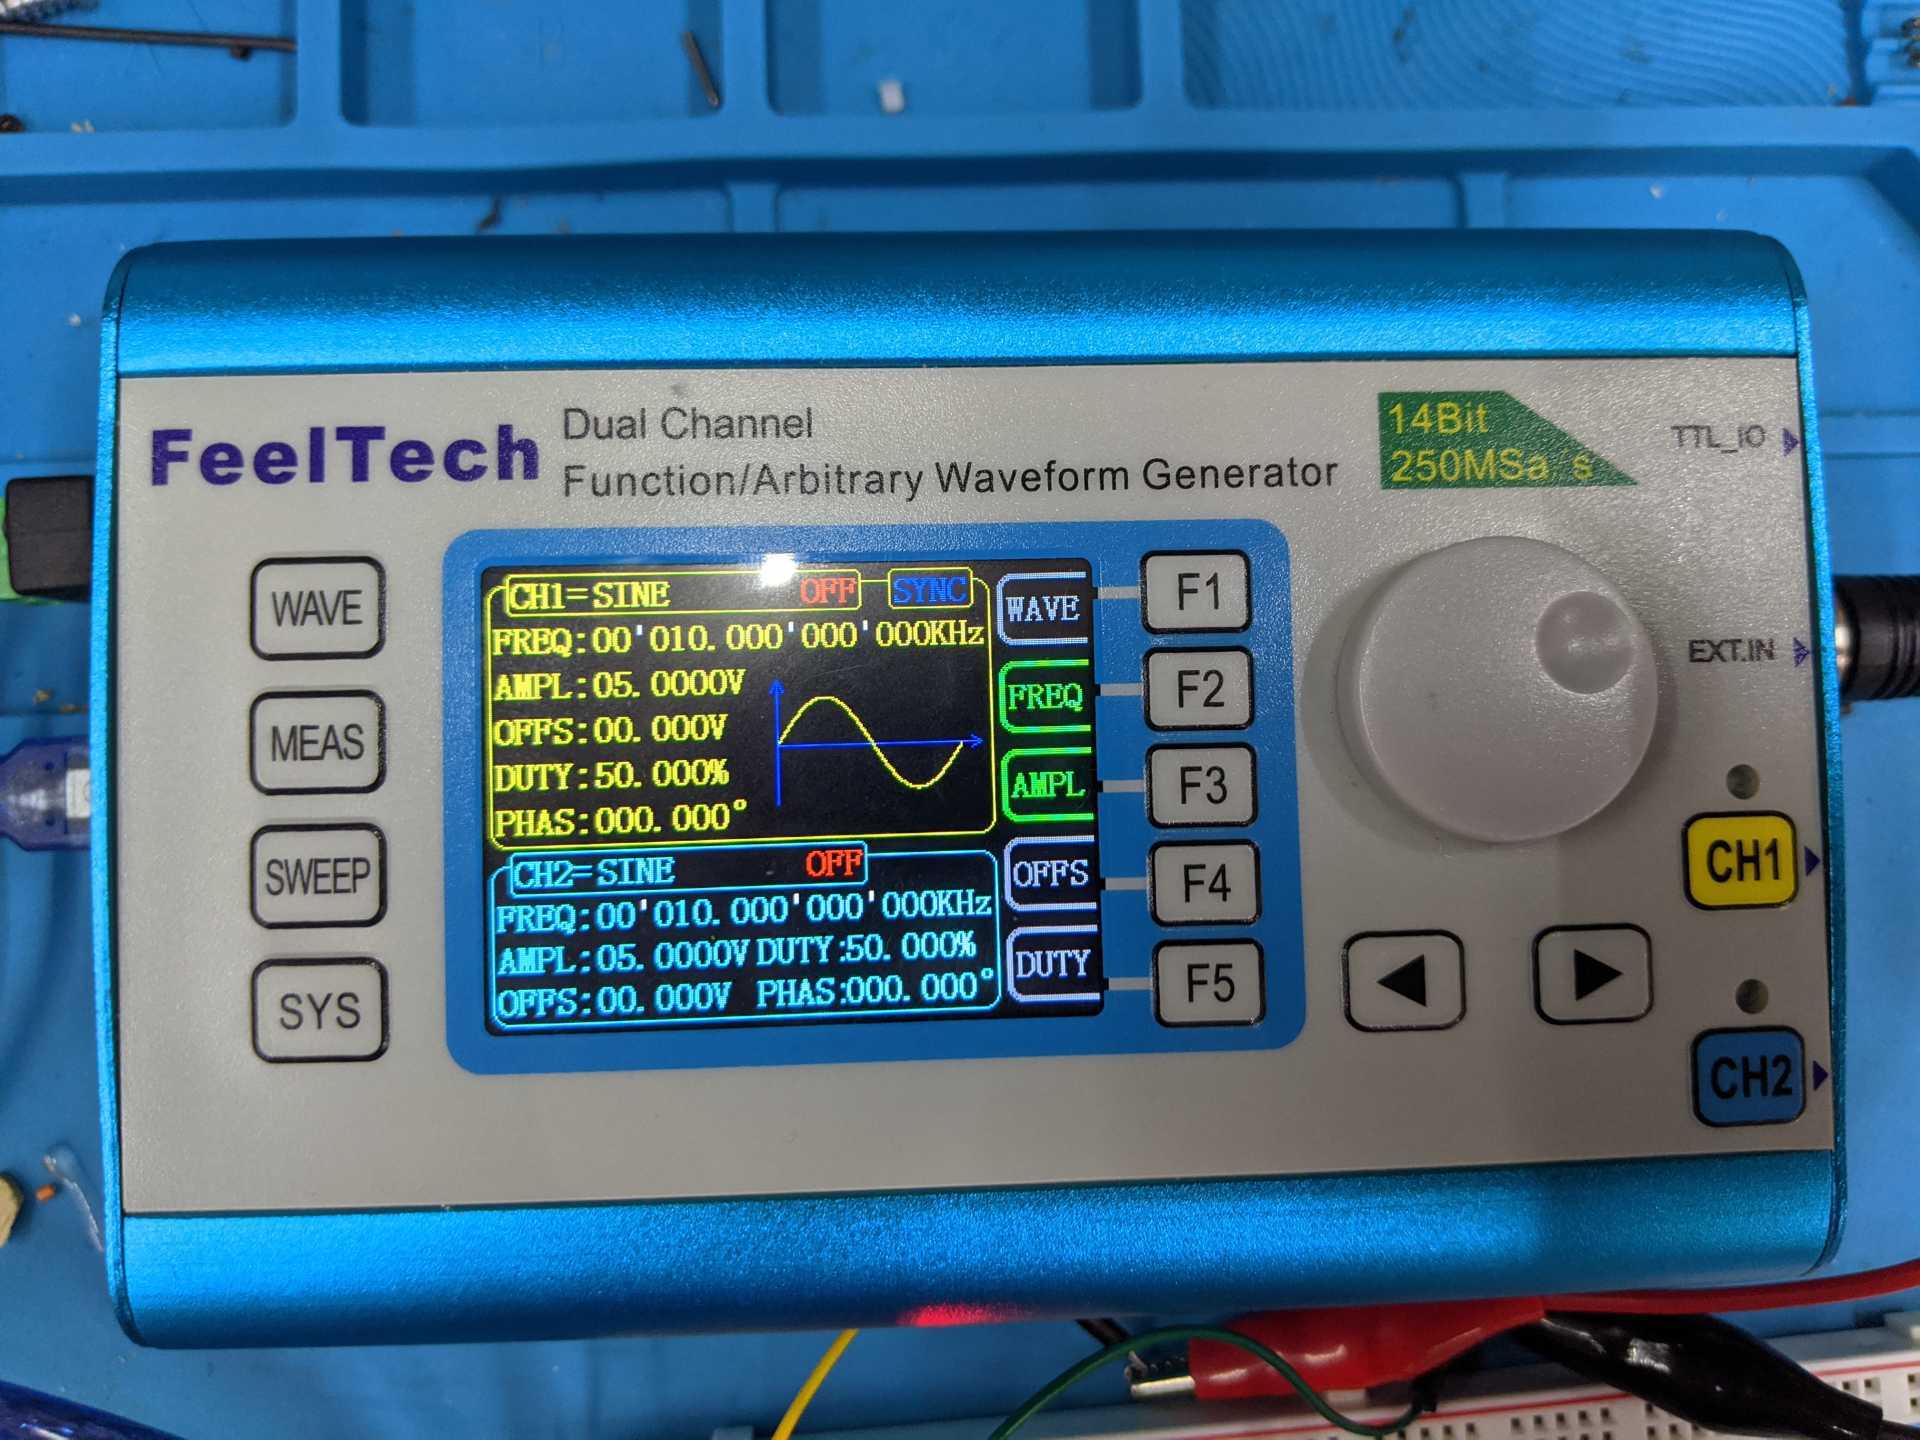 FeelTech
Dual Channel
Function/Arbitrary Waveform Generator
14Bit
250MSa/s
TTL_IO
EXT.IN
WAVE
MEAS
SWEEP
SYS
CH1=SINE OFF SYNC
FREQ:00'010.000'000'000KHz
AMPL:05.0000V
OFFS:00.000V
DUTY:50.000%
PHAS:000.000°
CH2=SINE OFF
FREQ:00'010.000'000'000KHz
AMPL:05.0000V DUTY:50.000%
OFFS:00.000V PHAS:000.000°
WAVE
FREQ
AMPL
OFFS
DUTY
F1
F2
F3
F4
F5
CH1
CH2